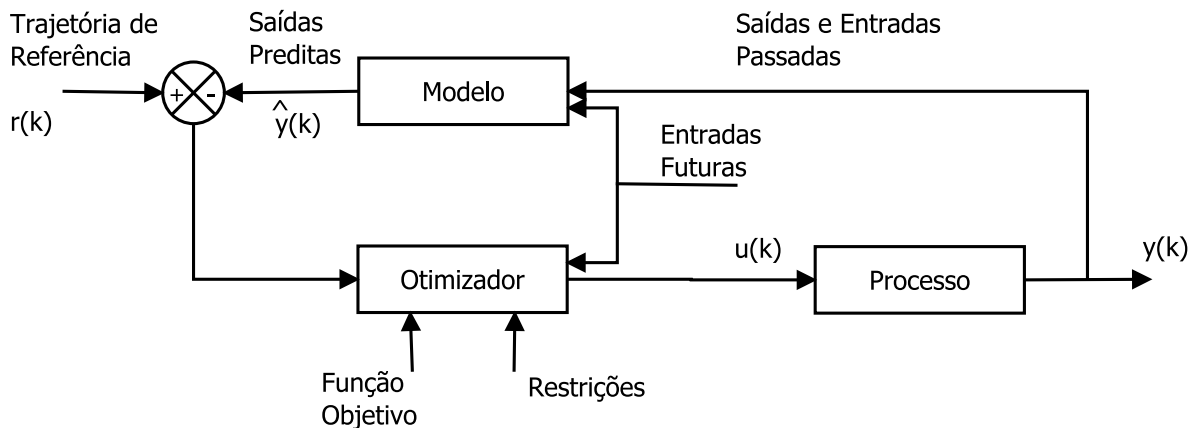 Trajetória de
Referência
r(k)
+
-
Saídas
Preditas
ŷ(k)
Modelo
Saídas e Entradas
Passadas
Entradas
Futuras
Otimizador
u(k)
Processo
y(k)
Função
Objetivo
Restrições